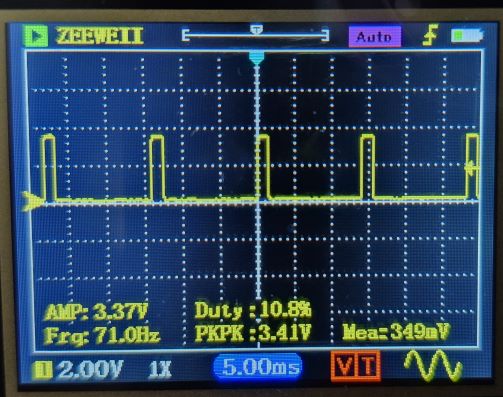 ZEEWEII T Auto
AMP: 3.37V Duty: 10.8%
Frq: 71.0Hz PKPK: 3.41V Mea: 349mV
1 2.00V 1X 5.00ms V T